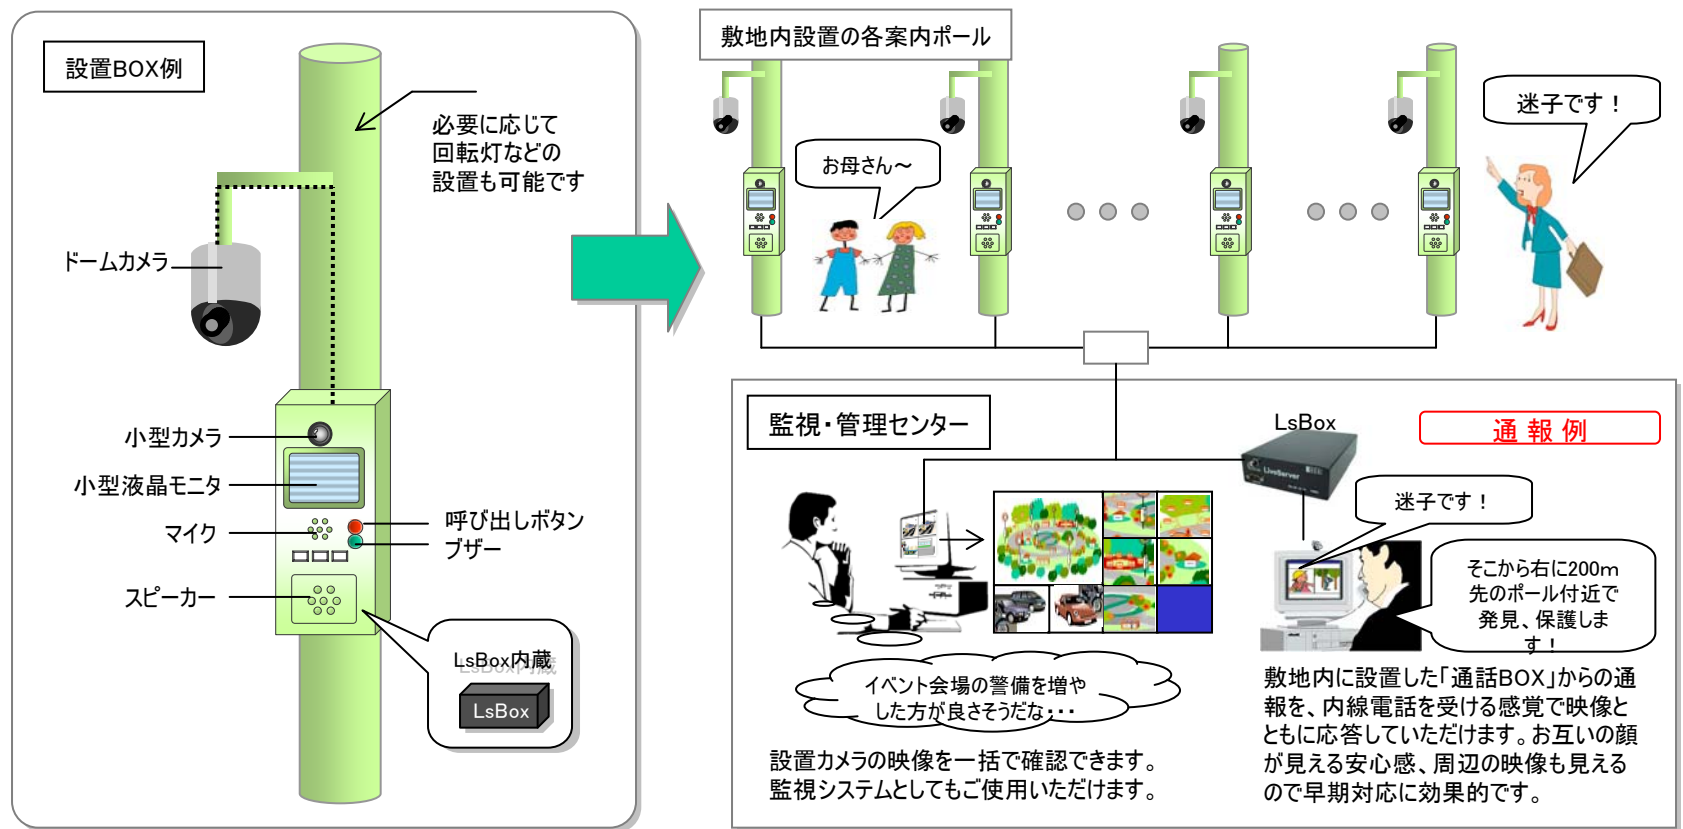 設置BOX例
必要に応じて
回転灯などの
設置も可能です
ドームカメラ
小型カメラ
小型液晶モニタ
マイク
呼び出しボタン
ブザー
スピーカー
LsBox内蔵
LsBox
敷地内設置の各案内ポール
お母さん～
迷子です！
監視・管理センター
LsBox
LiveServer
通報例
迷子です！
そこから右に200m
先のポール付近で
発見、保護しま
す！
イベント会場の警備を増や
した方が良さそうだな・・・
設置カメラの映像を一括で確認できます。
監視システムとしてもご使用いただけます。
敷地内に設置した「通話BOX」からの通
報を、内線電話を受ける感覚で映像と
ともに応答していただけます。お互いの顔
が見える安心感、周辺の映像も見える
ので早期対応に効果的です。